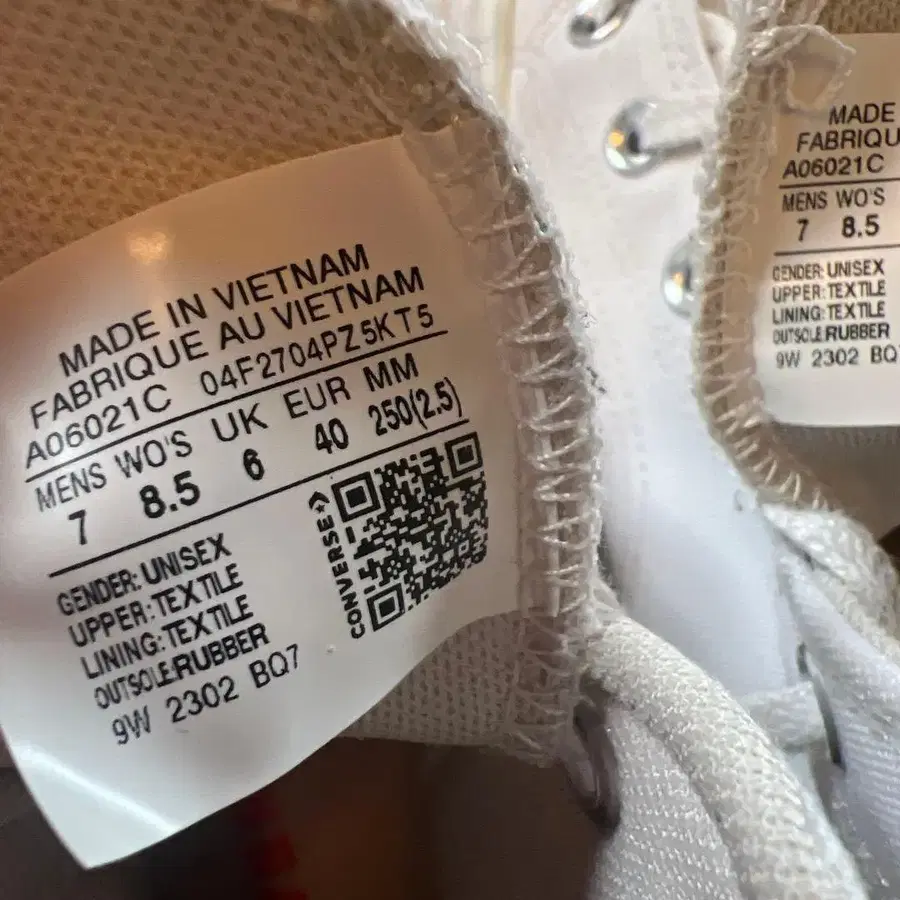 MADE IN VIETNAM
FABRIQUE AU VIETNAM
A06021C 04F2704PZ5KT5
MENS WO'S UK EUR MM
7 8.5 6 40 250(2.5)
GENDER: UNISEX
UPPER: TEXTILE
LINING: TEXTILE
OUTSOLE:RUBBER
9W 2302 BQ7
CONVERSE
MADE
FABRIQU
A06021C
MENS WO'S
7 8.5
GENDER: UNISEX
UPPER: TEXTILE
LINING: TEXTILE
OUTSOLE:RUBBER
9W 2302 BQ